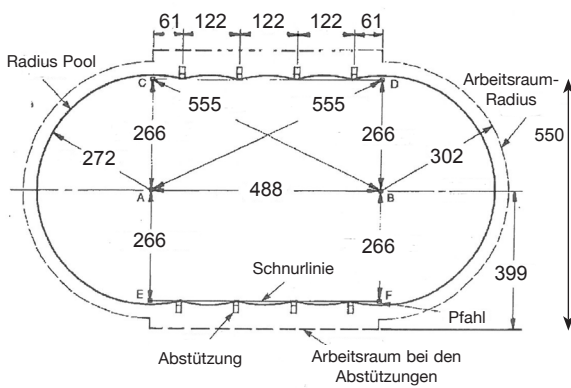 61 122 122 122 61
Radius Pool
Arbeitsraum-
Radius
C
D
555
555
550
266
266
272
302
A
488
B
266
266
399
Schnurlinie
E
F
Pfahl
Abstützung
Arbeitsraum bei den
Abstützungen